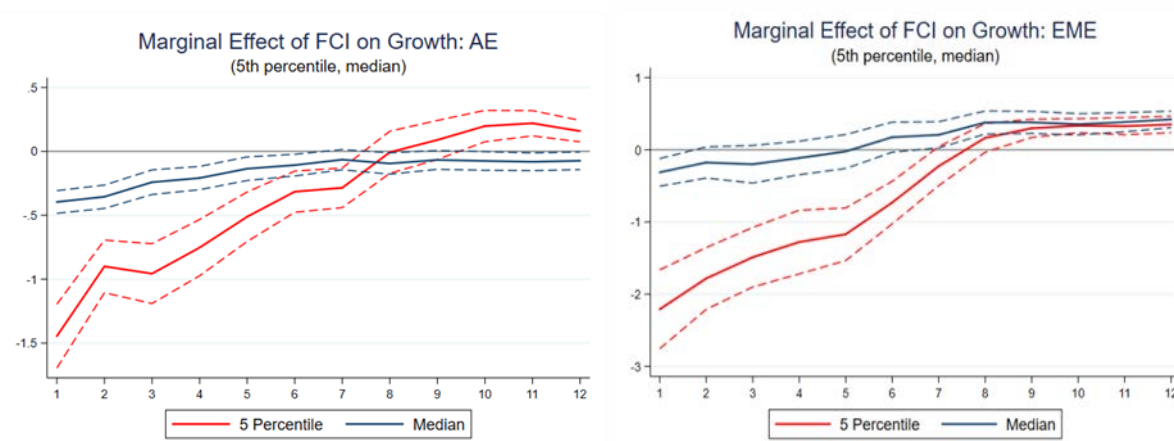 Marginal Effect of FCI on Growth: AE
(5th percentile, median)
.5
0
-.5
-1
-1.5
1 2 3 4 5 6 7 8 9 10 11 12
5 Percentile Median
Marginal Effect of FCI on Growth: EME
(5th percentile, median)
1
0
-1
-2
-3
1 2 3 4 5 6 7 8 9 10 11 12
5 Percentile Median